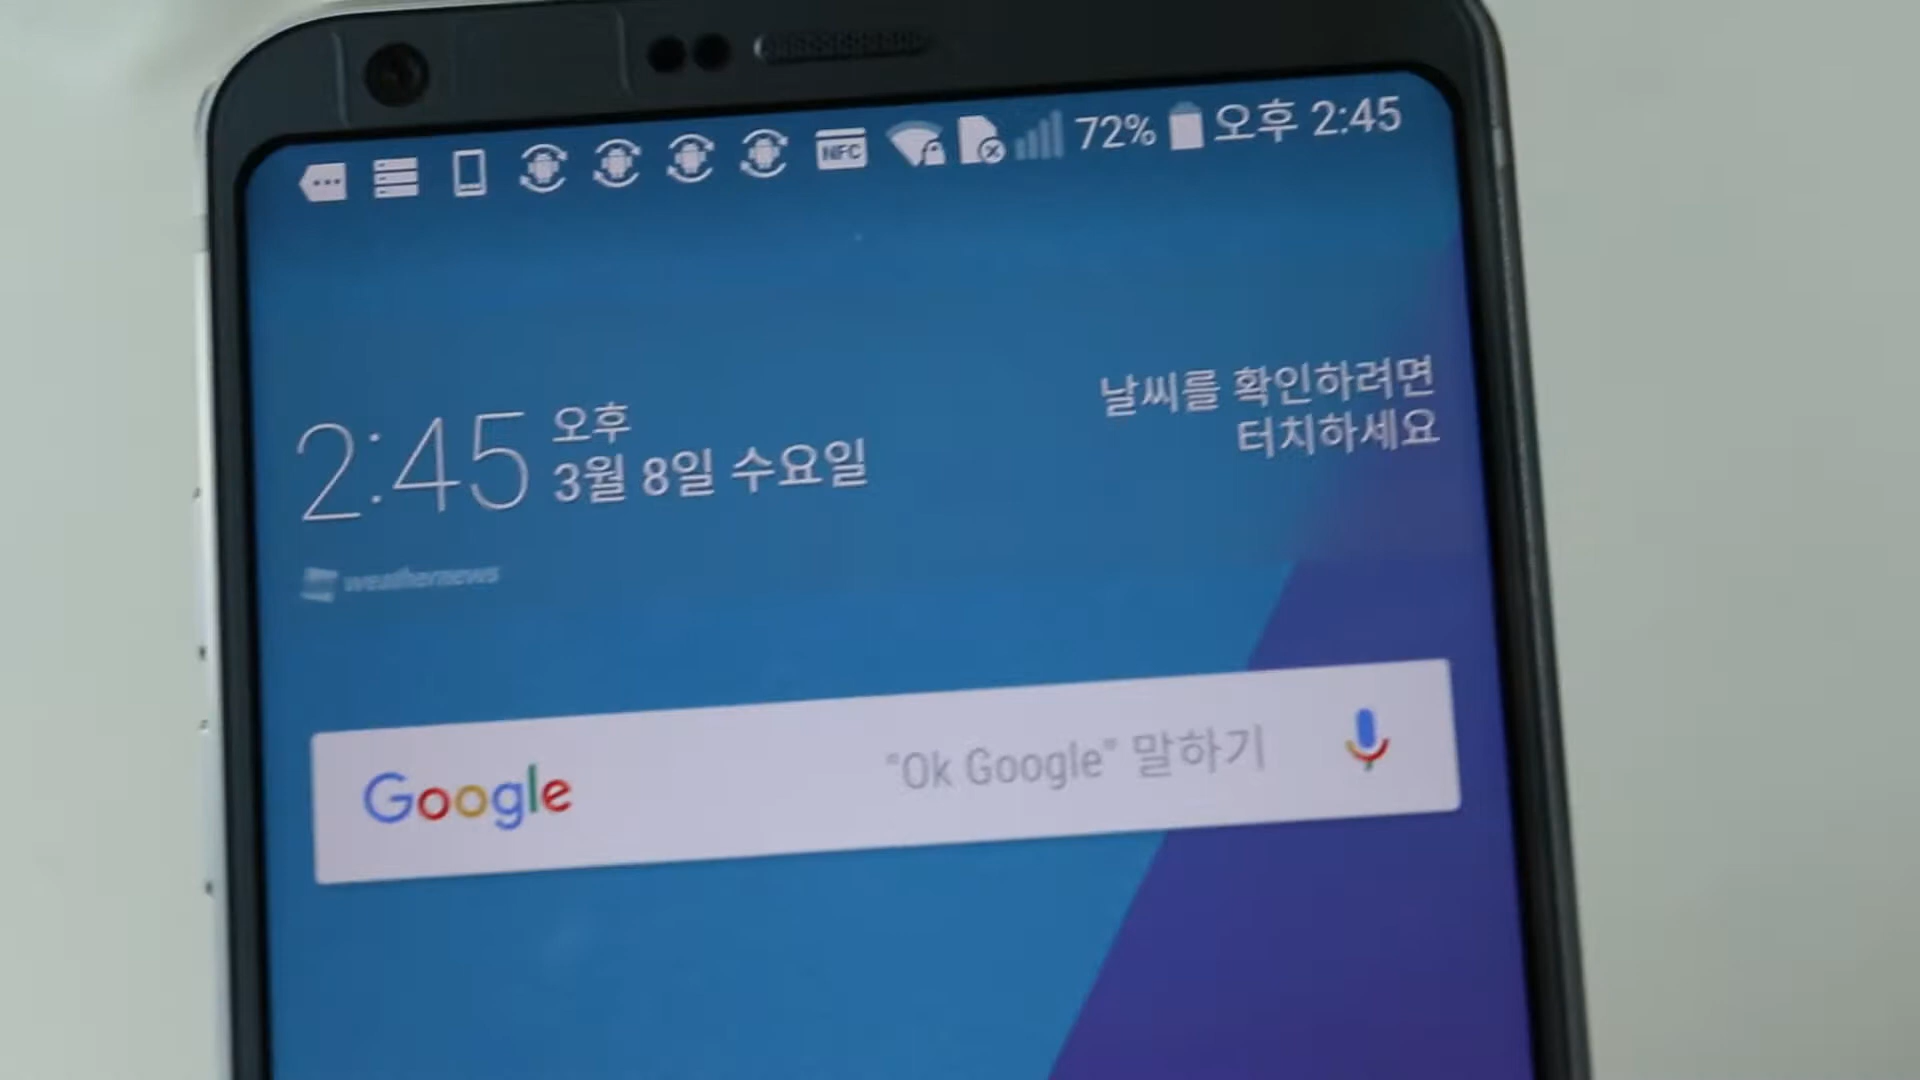 NFC 72% 오후 2:45
2:45 오후
3월 8일 수요일
날씨를 확인하려면
터치하세요
weathernews
Google "Ok Google" 말하기